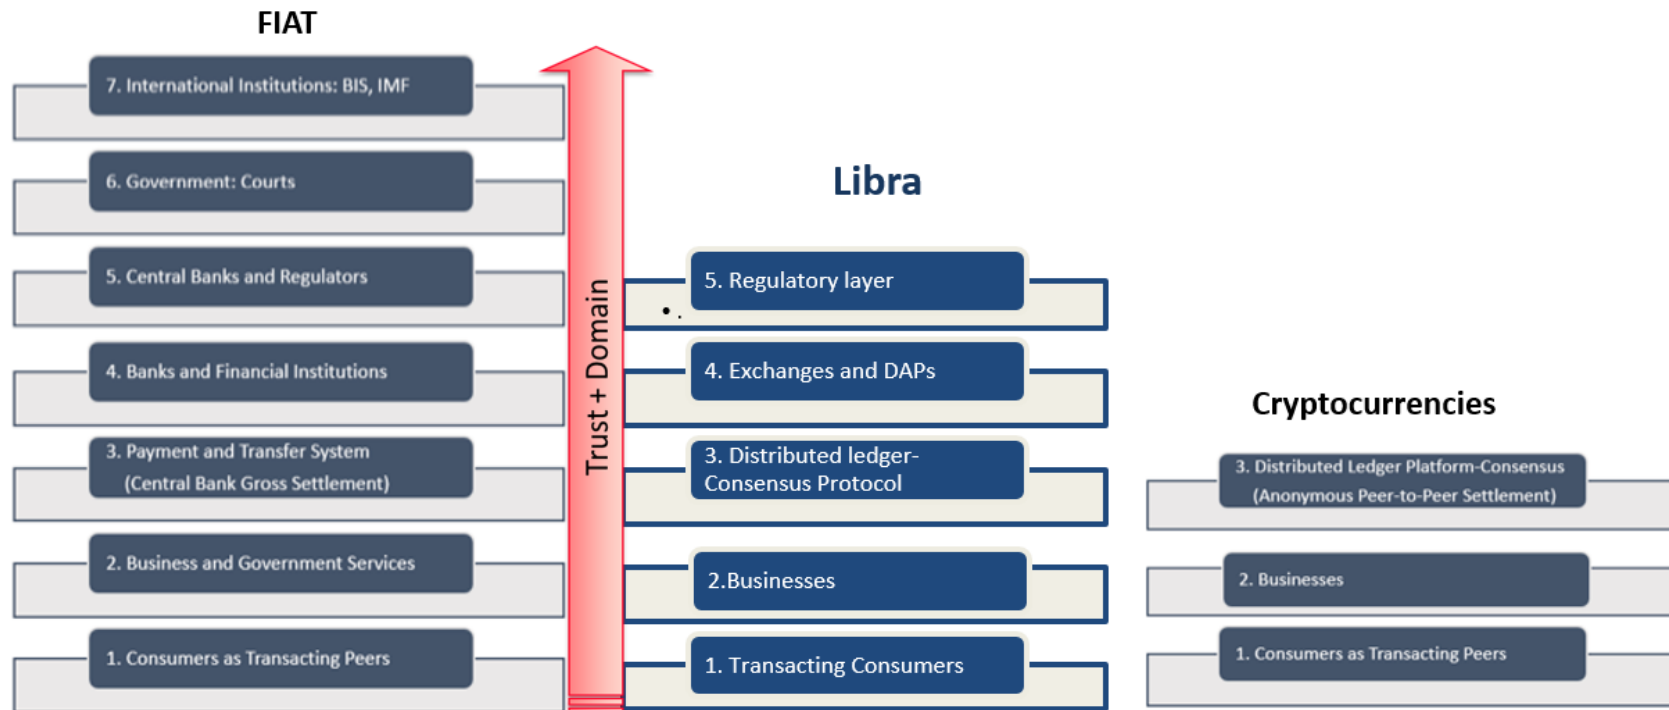 FIAT
7. International Institutions: BIS, IMF
6. Government: Courts
5. Central Banks and Regulators
4. Banks and Financial Institutions
3. Payment and Transfer System
(Central Bank Gross Settlement)
2. Business and Government Services
1. Consumers as Transacting Peers
Trust + Domain
Libra
5. Regulatory layer
• .
4. Exchanges and DAPs
3. Distributed ledger-
Consensus Protocol
2.Businesses
1. Transacting Consumers
Cryptocurrencies
3. Distributed Ledger Platform-Consensus
(Anonymous Peer-to-Peer Settlement)
2. Businesses
1. Consumers as Transacting Peers